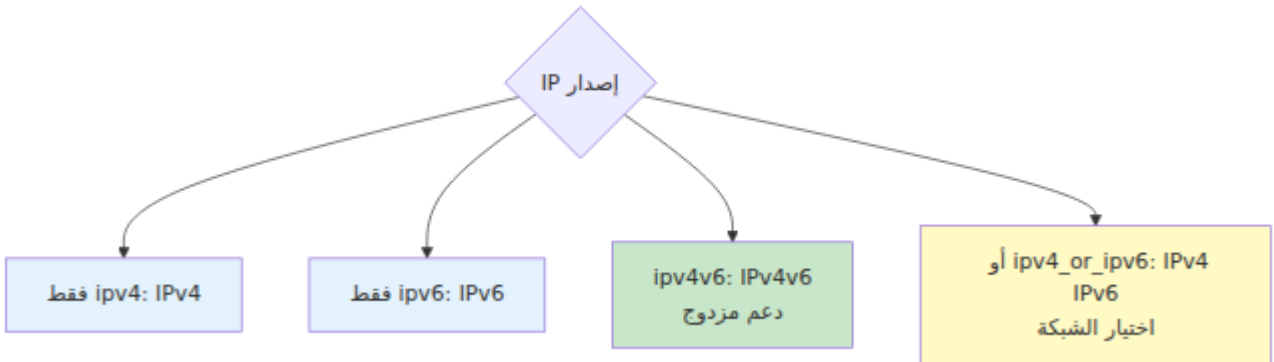 إصدار IP
ipv4: IPv4 فقط
ipv6: IPv6 فقط
ipv4v6: IPv4v6
دعم مزدوج
ipv4_or_ipv6: IPv4 أو
IPv6
اختيار الشبكة